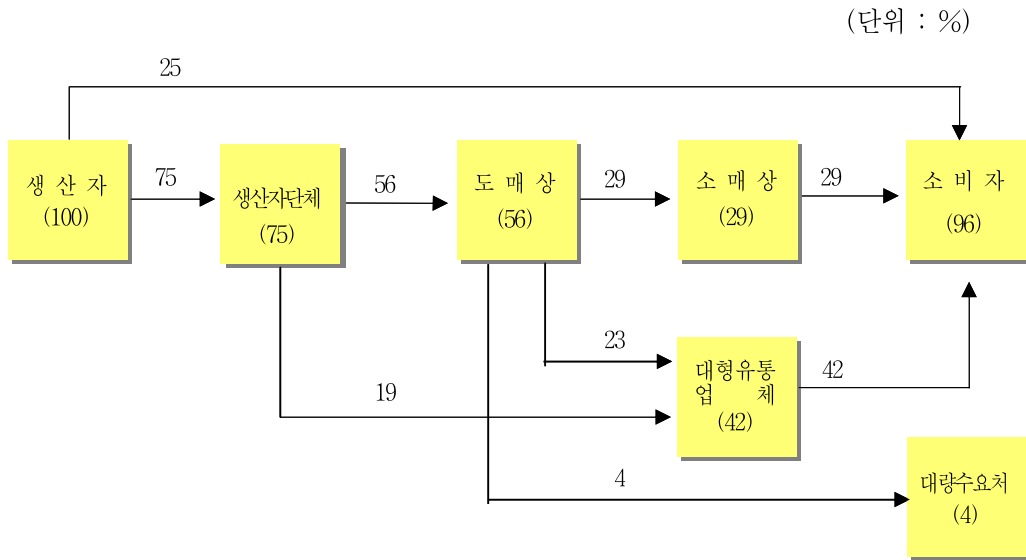 (단위 : %)
25
생 산 자
(100)
75
생산자단체
(75)
56
도 매 상
(56)
29
소 매 상
(29)
29
소 비 자
(96)
23
대형유통
업 체
(42)
42
19
4
대량수요처
(4)